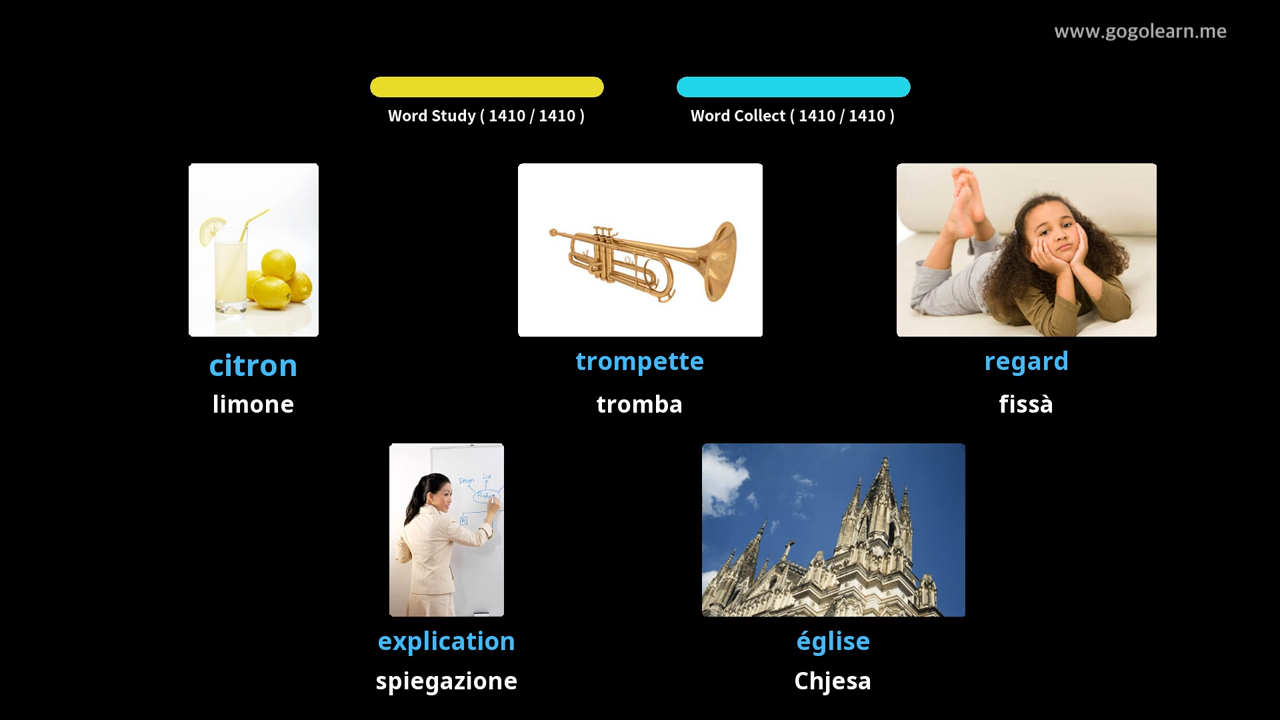 www.gogolearn.me
Word Study ( 1410 / 1410 )
Word Collect ( 1410 / 1410 )
citron
limone
trompette
tromba
regard
fissà
explication
spiegazione
église
Chjesa